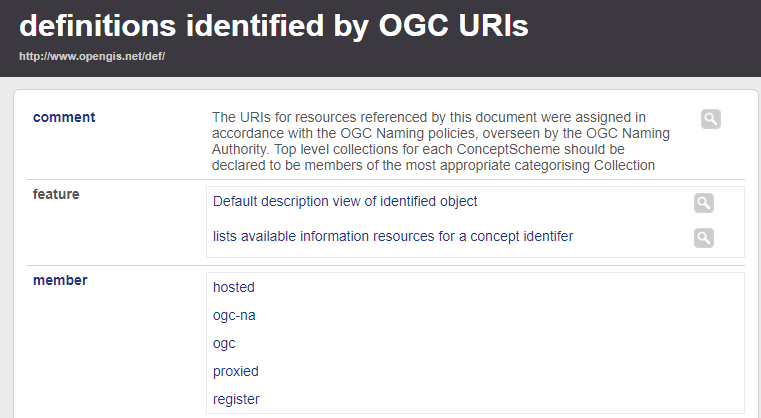 definitions identified by OGC URIs
http://www.opengis.net/def/
comment
The URIs for resources referenced by this document were assigned in
accordance with the OGC Naming policies, overseen by the OGC Naming
Authority. Top level collections for each ConceptScheme should be
declared to be members of the most appropriate categorising Collection
feature
Default description view of identified object
lists available information resources for a concept identifer
member
hosted
ogc-na
ogc
proxied
register